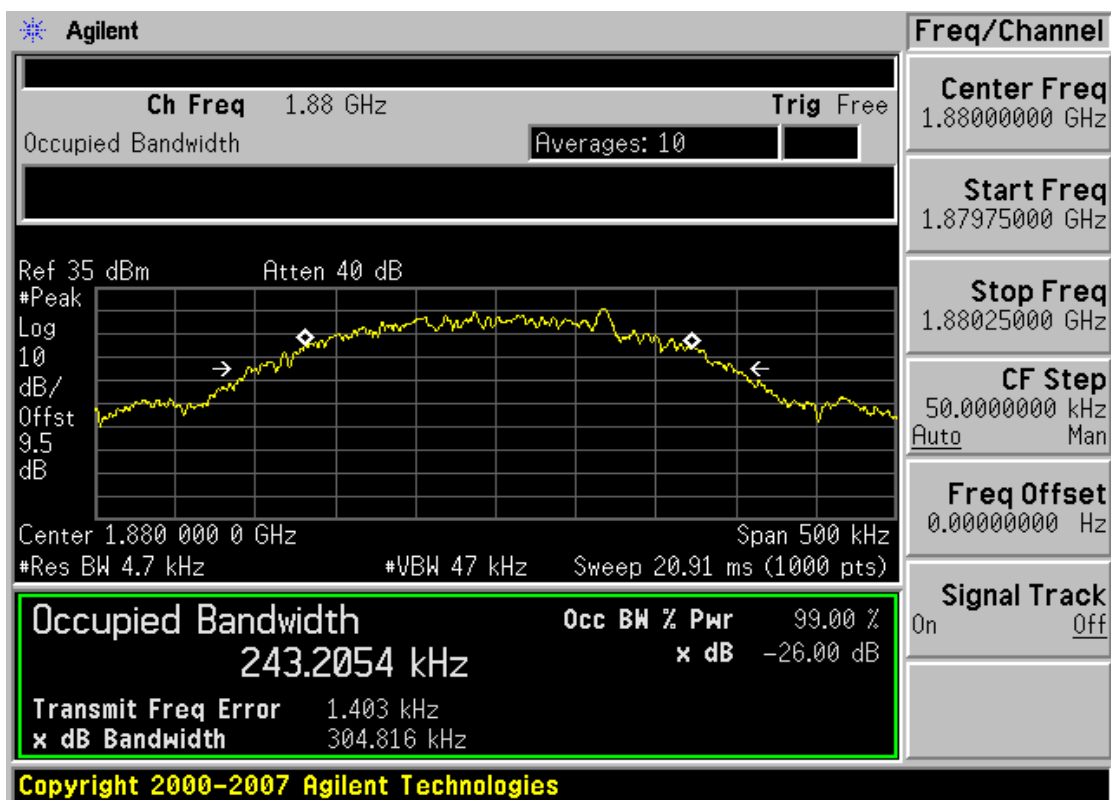 Agilent
Freq/Channel
Ch Freq 1.88 GHz Trig Free
Occupied Bandwidth Averages: 10
Ref 35 dBm Atten 40 dB
#Peak
Log
10
dB/
Offst
9.5
dB
Center 1.880 000 0 GHz Span 500 kHz
#Res BW 4.7 kHz #VBW 47 kHz Sweep 20.91 ms (1000 pts)
Occupied Bandwidth Occ BW % Pwr 99.00 %
243.2054 kHz x dB -26.00 dB
Transmit Freq Error 1.403 kHz
x dB Bandwidth 304.816 kHz
Center Freq
1.88000000 GHz
Start Freq
1.87975000 GHz
Stop Freq
1.88025000 GHz
CF Step
50.0000000 kHz
Auto Man
Freq Offset
0.00000000 Hz
Signal Track
On Off
Copyright 2000-2007 Agilent Technologies